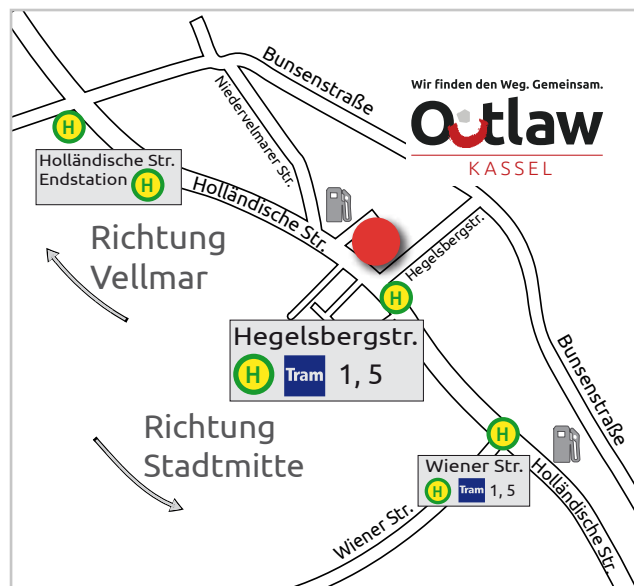 Wir finden den Weg. Gemeinsam.
Outlaw
KASSEL
Bunsenstraße
Niedervelmarer Str.
H
Holländische Str.
Endstation H
Holländische Str.
Richtung
Vellmar
Hegelsbergstr.
H
Hegelsbergstr.
H Tram 1, 5
Bunsenstraße
Richtung
Stadtmitte
H
Wiener Str.
H Tram 1, 5
Holländische Str.
Wiener Str.